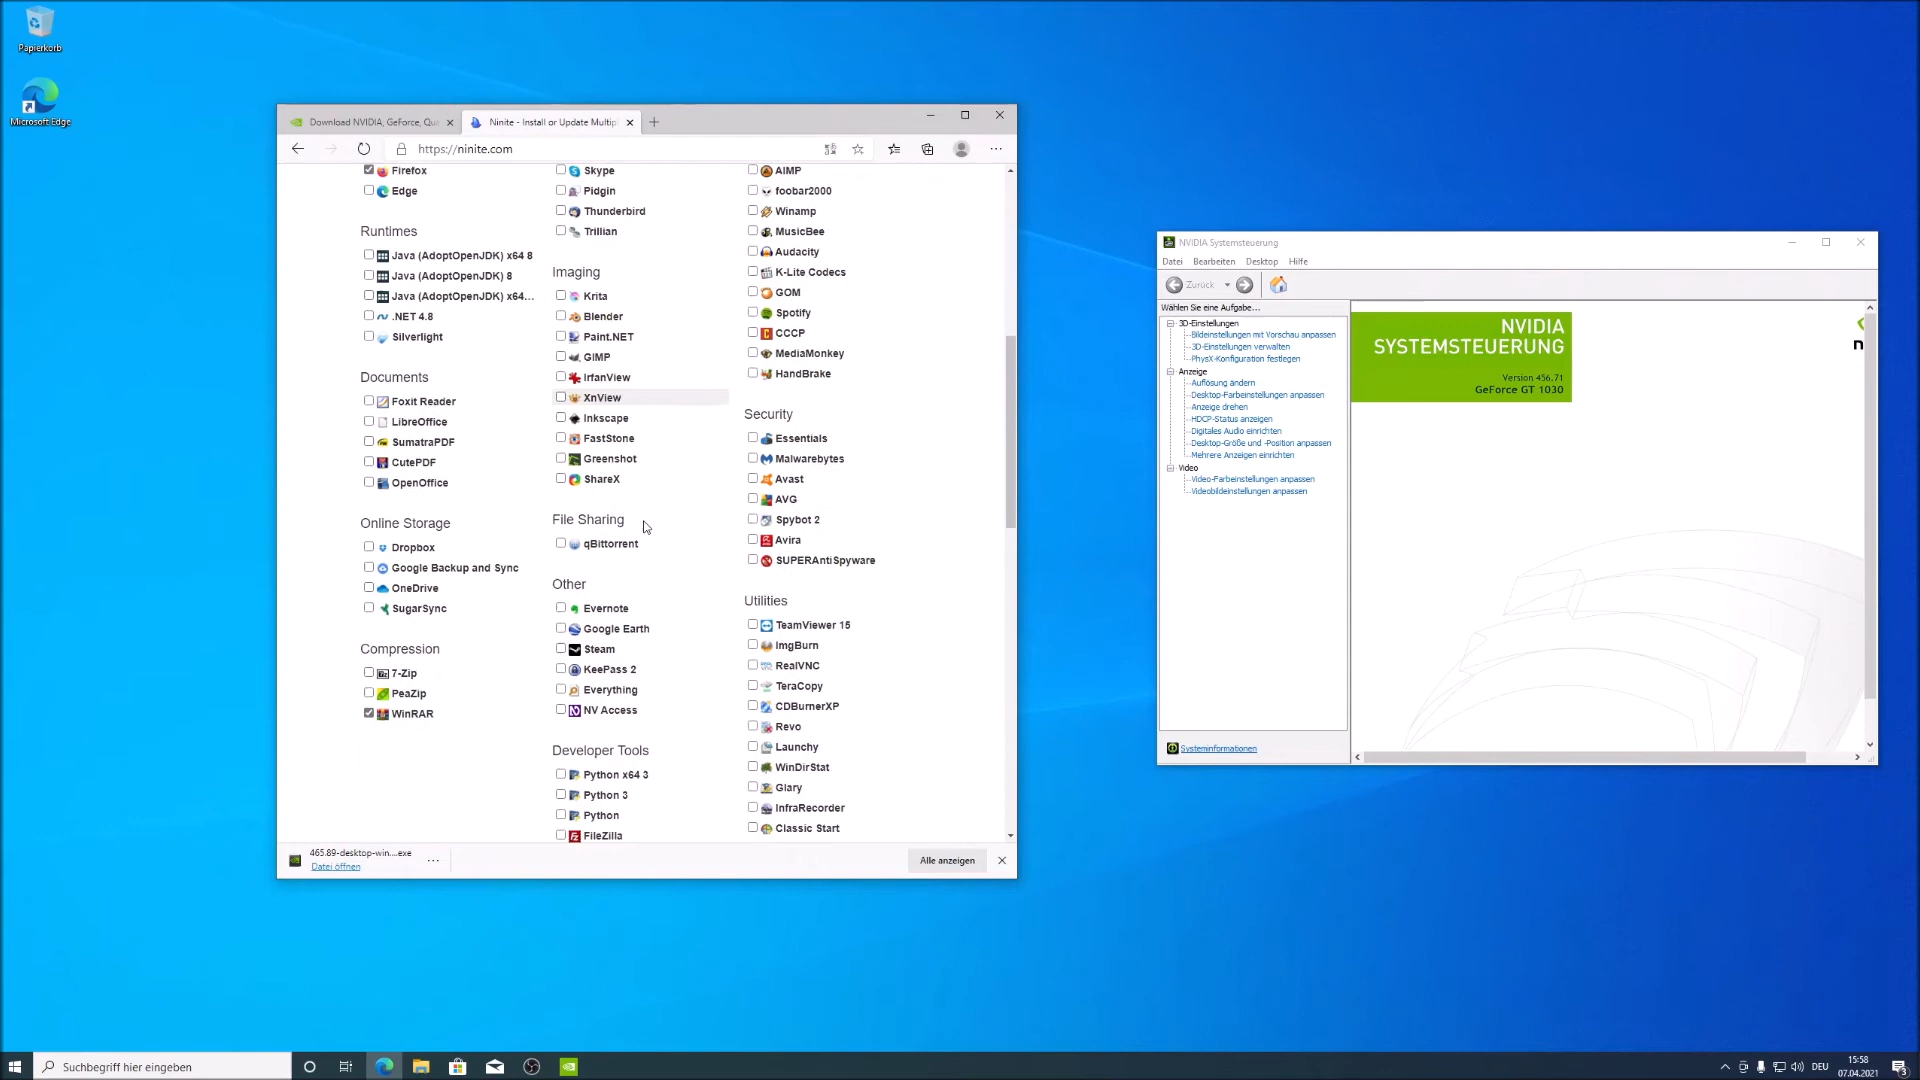 Papierkorb
Microsoft Edge
Download NVIDIA, GeForce, Qu
Ninite - Install or Update Multip
https://ninite.com
Firefox
Edge
Runtimes
Java (AdoptOpenJDK) x64 8
Java (AdoptOpenJDK) 8
Java (AdoptOpenJDK) x64...
.NET 4.8
Silverlight
Documents
Foxit Reader
LibreOffice
SumatraPDF
CutePDF
OpenOffice
Online Storage
Dropbox
Google Backup and Sync
OneDrive
SugarSync
Compression
7-Zip
PeaZip
WinRAR
Skype
Pidgin
Thunderbird
Trillian
Imaging
Krita
Blender
Paint.NET
GIMP
IrfanView
XnView
Inkscape
FastStone
Greenshot
ShareX
File Sharing
qBittorrent
Other
Evernote
Google Earth
Steam
KeePass 2
Everything
NV Access
Developer Tools
Python x64 3
Python 3
Python
FileZilla
AIMP
foobar2000
Winamp
MusicBee
Audacity
K-Lite Codecs
GOM
Spotify
CCCP
MediaMonkey
HandBrake
Security
Essentials
Malwarebytes
Avast
AVG
Spybot 2
Avira
SUPERAntiSpyware
Utilities
TeamViewer 15
ImgBurn
RealVNC
TeraCopy
CDBurnerXP
Revo
Launchy
WinDirStat
Glary
InfraRecorder
Classic Start
465.89-desktop-win....exe
Datei öffnen
Alle anzeigen
NVIDIA Systemsteuerung
Datei Bearbeiten Desktop Hilfe
Zurück
Wählen Sie eine Aufgabe...
3D-Einstellungen
Bildeinstellungen mit Vorschau anpassen
3D-Einstellungen verwalten
PhysX-Konfiguration festlegen
Anzeige
Auflösung ändern
Desktop-Farbeinstellungen anpassen
Anzeige drehen
HDCP-Status anzeigen
Digitales Audio einrichten
Desktop-Größe und -Position anpassen
Mehrere Anzeigen einrichten
Video
Video-Farbeinstellungen anpassen
Videobildeinstellungen anpassen
Systeminformationen
NVIDIA
SYSTEMSTEUERUNG
Version 456.71
GeForce GT 1030
n
Suchbegriff hier eingeben
DEU
15:58
07.04.2021
3